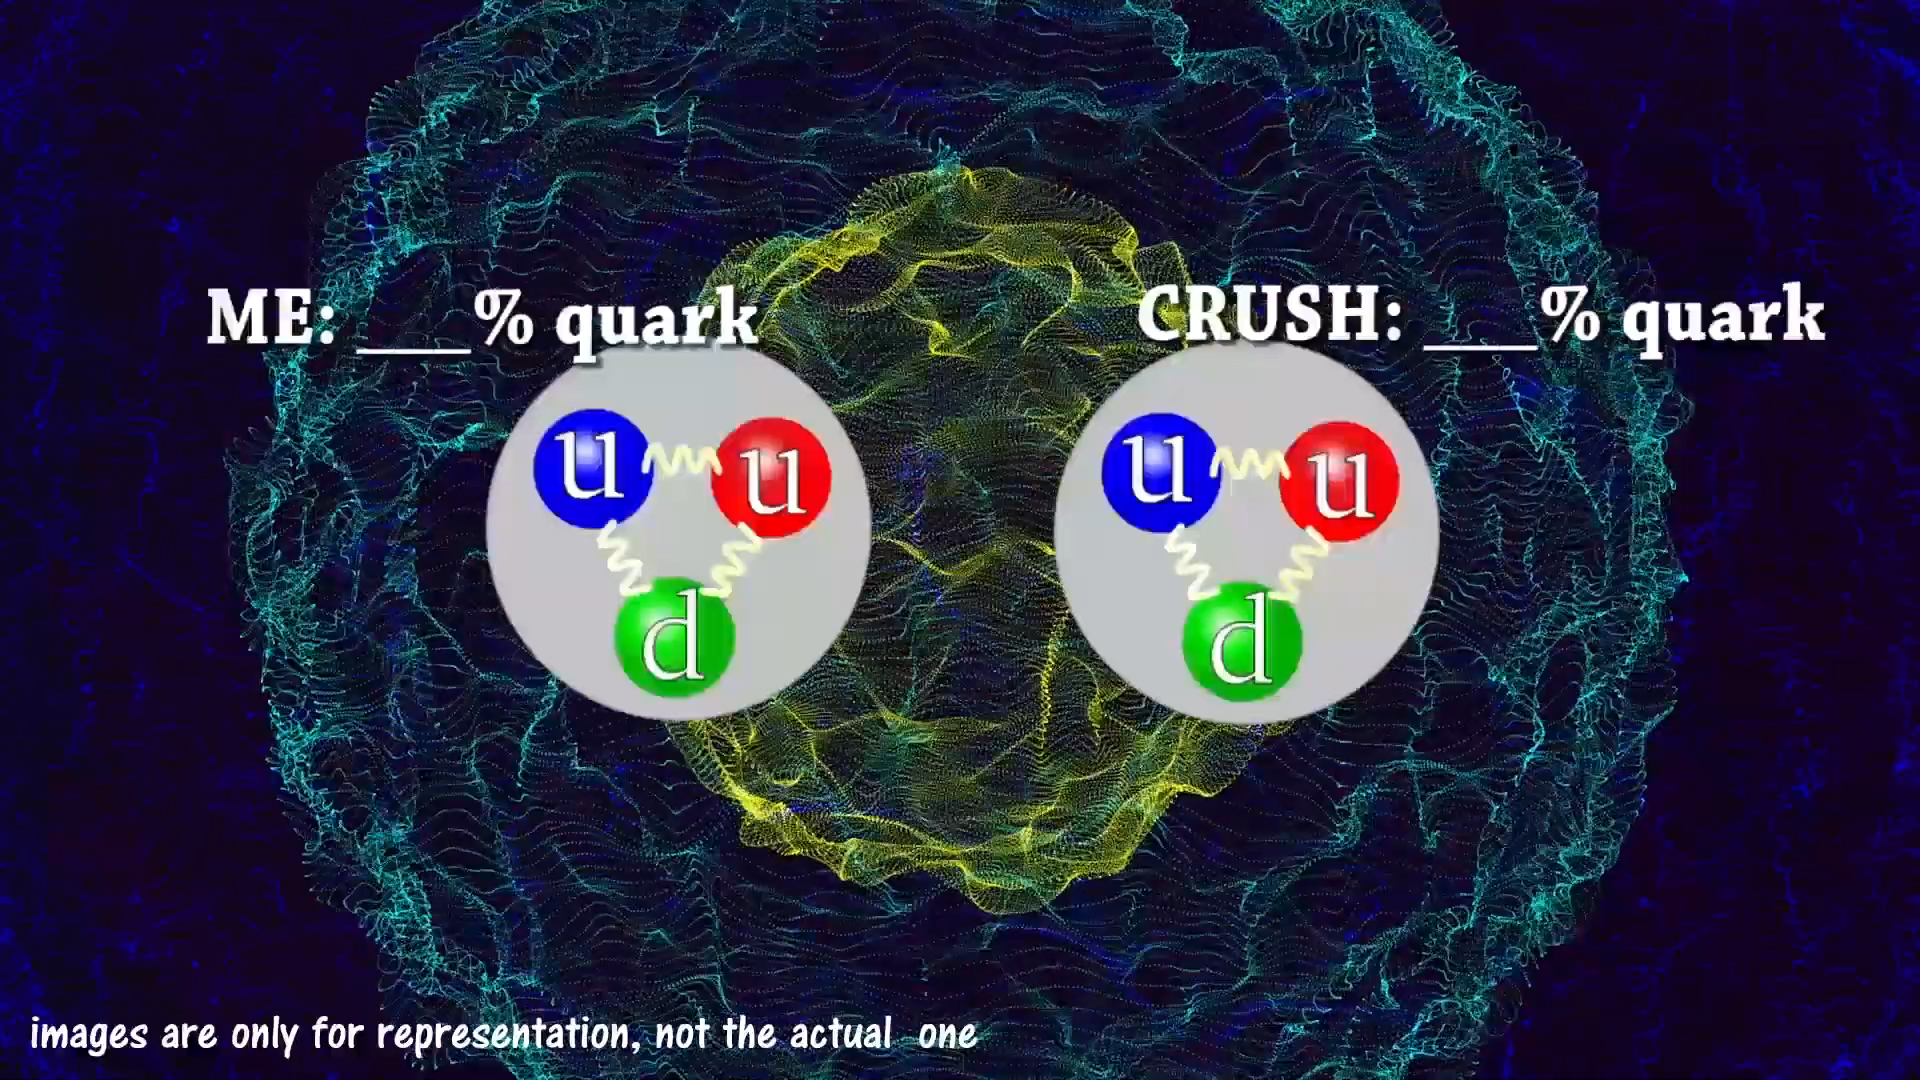 ME: ___% quark
CRUSH: ___% quark
u u
d
u u
d
images are only for representation, not the actual one